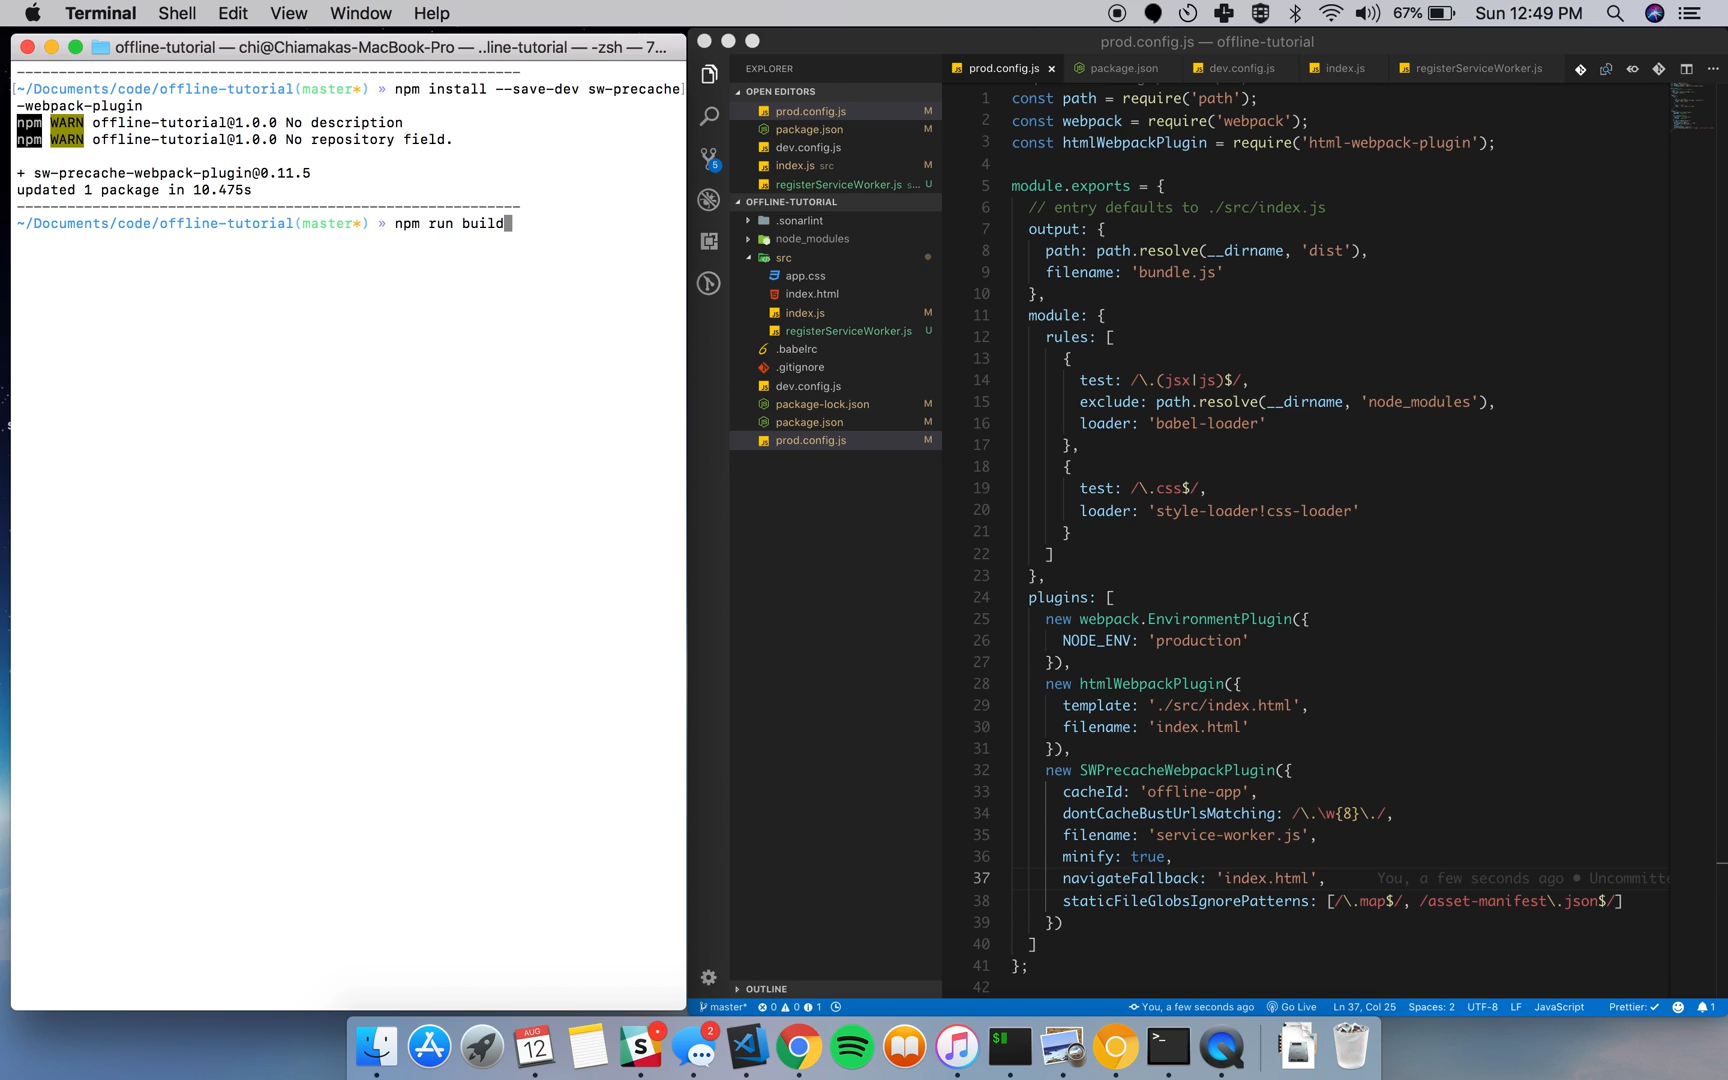 Terminal Shell Edit View Window Help
67% Sun 12:49 PM
offline-tutorial — chi@Chiamakas-MacBook-Pro — ..line-tutorial — -zsh — 7...
[~/Documents/code/offline-tutorial(master*) » npm install --save-dev sw-precache]
-webpack-plugin
npm WARN offline-tutorial@1.0.0 No description
npm WARN offline-tutorial@1.0.0 No repository field.
+ sw-precache-webpack-plugin@0.11.5
updated 1 package in 10.475s
~/Documents/code/offline-tutorial(master*) » npm run build
prod.config.js — offline-tutorial
EXPLORER
OPEN EDITORS
prod.config.js M
package.json M
dev.config.js
index.js src M
registerServiceWorker.js s... U
OFFLINE-TUTORIAL
.sonarlint
node_modules
src
app.css
index.html
index.js M
registerServiceWorker.js U
.babelrc
.gitignore
dev.config.js
package-lock.json M
package.json M
prod.config.js M
OUTLINE
5
prod.config.js × package.json dev.config.js index.js registerServiceWorker.js
1 const path = require('path');
2 const webpack = require('webpack');
3 const htmlWebpackPlugin = require('html-webpack-plugin');
4
5 module.exports = {
6 // entry defaults to ./src/index.js
7 output: {
8 path: path.resolve(__dirname, 'dist'),
9 filename: 'bundle.js'
10 },
11 module: {
12 rules: [
13 {
14 test: /\.(jsx|js)$/,
15 exclude: path.resolve(__dirname, 'node_modules'),
16 loader: 'babel-loader'
17 },
18 {
19 test: /\.css$/,
20 loader: 'style-loader!css-loader'
21 }
22 ]
23 },
24 plugins: [
25 new webpack.EnvironmentPlugin({
26 NODE_ENV: 'production'
27 }),
28 new htmlWebpackPlugin({
29 template: './src/index.html',
30 filename: 'index.html'
31 }),
32 new SWPrecacheWebpackPlugin({
33 cacheId: 'offline-app',
34 dontCacheBustUrlsMatching: /\.\w{8}\./,
35 filename: 'service-worker.js',
36 minify: true,
37 navigateFallback: 'index.html', You, a few seconds ago • Uncommitte
38 staticFileGlobsIgnorePatterns: [/\.map$/, /asset-manifest\.json$/]
39 })
40 ]
41 };
42
master* 0 0 1 You, a few seconds ago Go Live Ln 37, Col 25 Spaces: 2 UTF-8 LF JavaScript Prettier: ✓ 1
AUG
12
S
2
$
>_